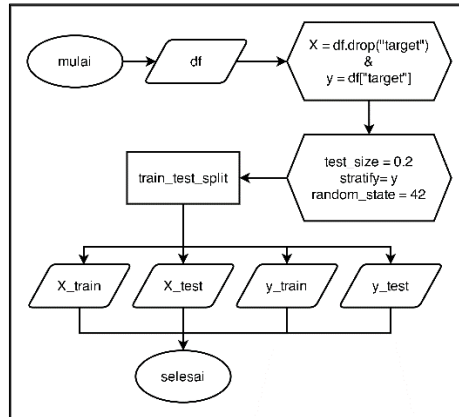 mulai
df
X = df.drop("target")
&
y = df["target"]
test_size = 0.2
stratify= y
random_state = 42
train_test_split
X_train
X_test
y_train
y_test
selesai